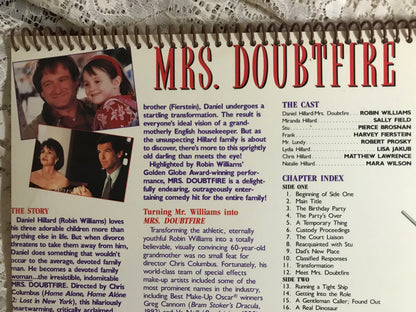 MRS. DOUBTFIRE
THE STORY
Daniel Hillard (Robin Williams) loves
his three adorable children more than
anything else in life. But when divorce
threatens to take them away from him,
Daniel does something that wouldn't
occur to the average, devoted family
man. He becomes a devoted family
woman...the irresistible, indomitable
MRS. DOUBTFIRE. Directed by Chris
Columbus (Home Alone, Home Alone
2: Lost in New York), this hilariously
heartwarming, critically acclaimed
brother (Fierstein), Daniel undergoes a
startling transformation. The result is
everyone's ideal vision of a grand-
motherly English housekeeper. But as
the unsuspecting Hillard family is about
to discover, there's more to this sprightly
old darling than meets the eye!
Highlighted by Robin Williams'
Golden Globe Award-winning perfor-
mance, MRS. DOUBTFIRE is a delight-
fully endearing, outrageously enter-
taining comedy hit for the entire family!
Turning Mr. Williams into
MRS. DOUBTFIRE
Transforming the athletic, eternally
youthful Robin Williams into a totally
believable, visually convincing 60-year-old
grandmother was no small feat for
director Chris Columbus. Fortunately, his
world-class team of special effects
make-up artists included some of the
most prominent names in the industry,
including Best Make-Up Oscar® winners
Greg Cannom (Bram Stoker's Dracula,
THE CAST
Daniel Hillard/Mrs. Doubtfire ROBIN WILLIAMS
Miranda Hillard SALLY FIELD
Stu PIERCE BROSNAN
Frank HARVEY FIERSTEIN
Mr. Lundy ROBERT PROSKY
Lydia Hillard LISA JAKUB
Chris Hillard MATTHEW LAWRENCE
Natalie Hillard MARA WILSON
CHAPTER INDEX
SIDE ONE
1. Beginning of Side One
2. Main Title
3. The Birthday Party
4. The Party's Over
5. A Temporary Thing
6. Custody Proceedings
7. The Court Liaison
8. Reacquainted with Stu
9. Dad's New Place
10. Classified Responses
11. Transformation
12. Meet Mrs. Doubtfire
SIDE TWO
13. Running a Tight Ship
14. Getting Into the Role
15. A Gentleman Caller; Found Out
16. A Real Dinosaur